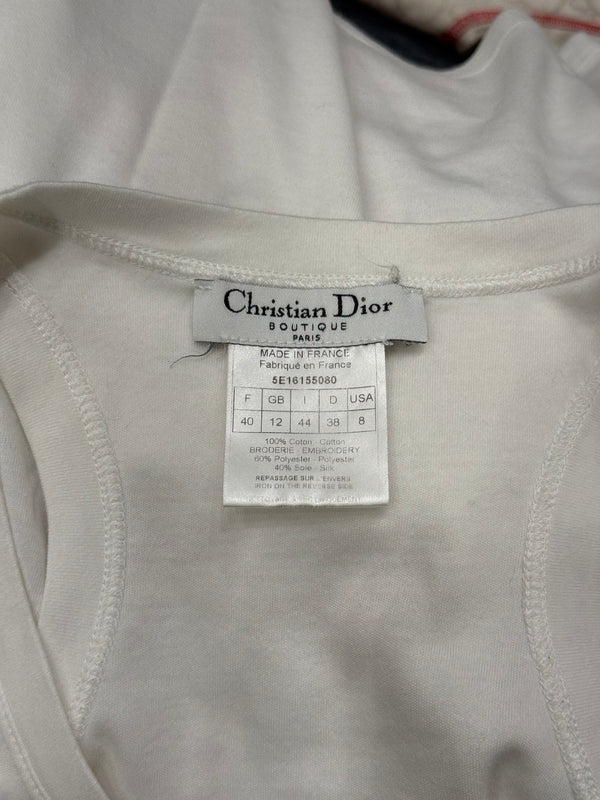 Christian Dior
BOUTIQUE
PARIS
MADE IN FRANCE
Fabriqué en France
5E16155080
F GB I D USA
40 12 44 38 8
100% Coton - Cotton
BRODERIE - EMBROIDERY
60% Polyester - Polyester
40% Soie - Silk
REPASSAGE SUR L'ENVERS
IRON ON THE REVERSE SIDE